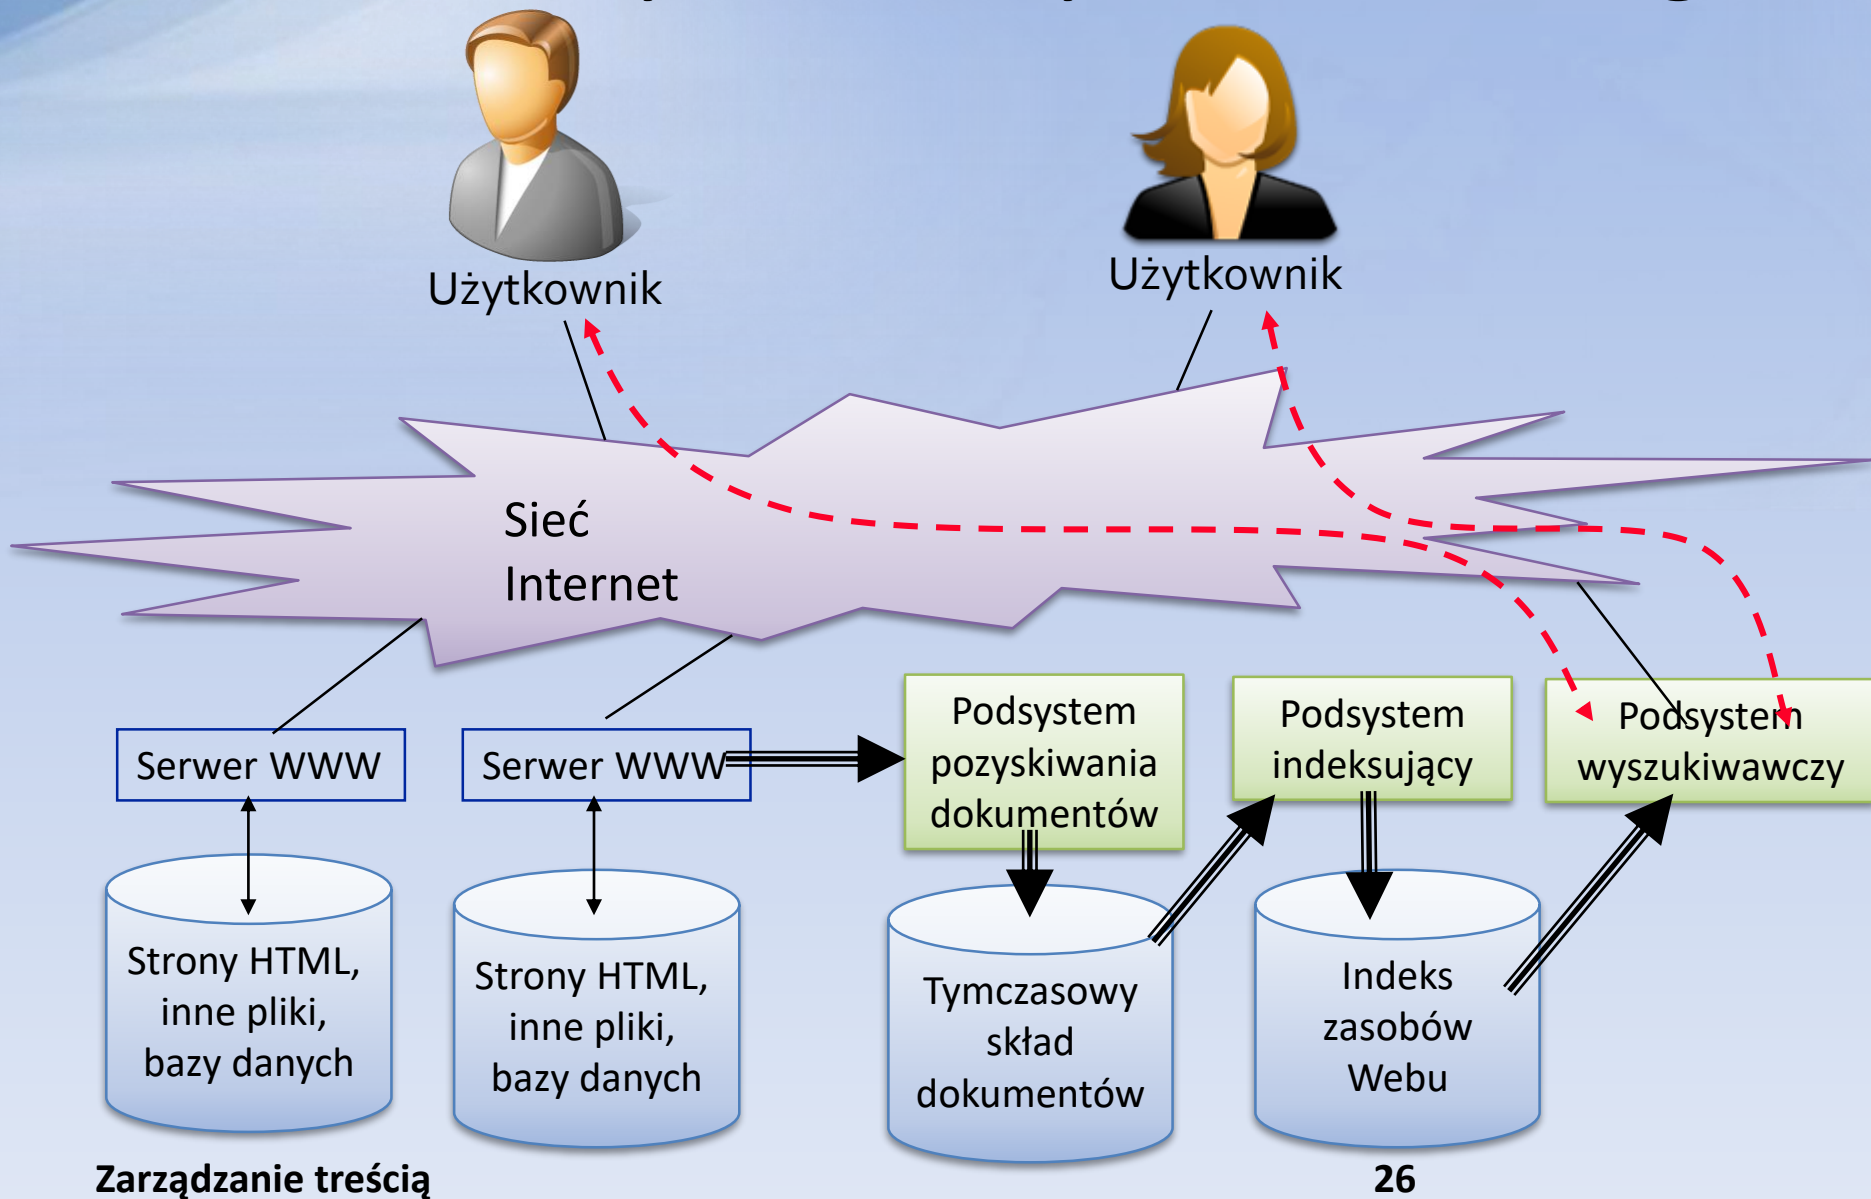 Użytkownik
Użytkownik
Sieć
Internet
Serwer WWW
Serwer WWW
Podsystem
pozyskiwania
dokumentów
Podsystem
indeksujący
Podsystem
wyszukiwawczy
Strony HTML,
inne pliki,
bazy danych
Strony HTML,
inne pliki,
bazy danych
Tymczasowy
skład
dokumentów
Indeks
zasobów
Webu
Zarządzanie treścią
26